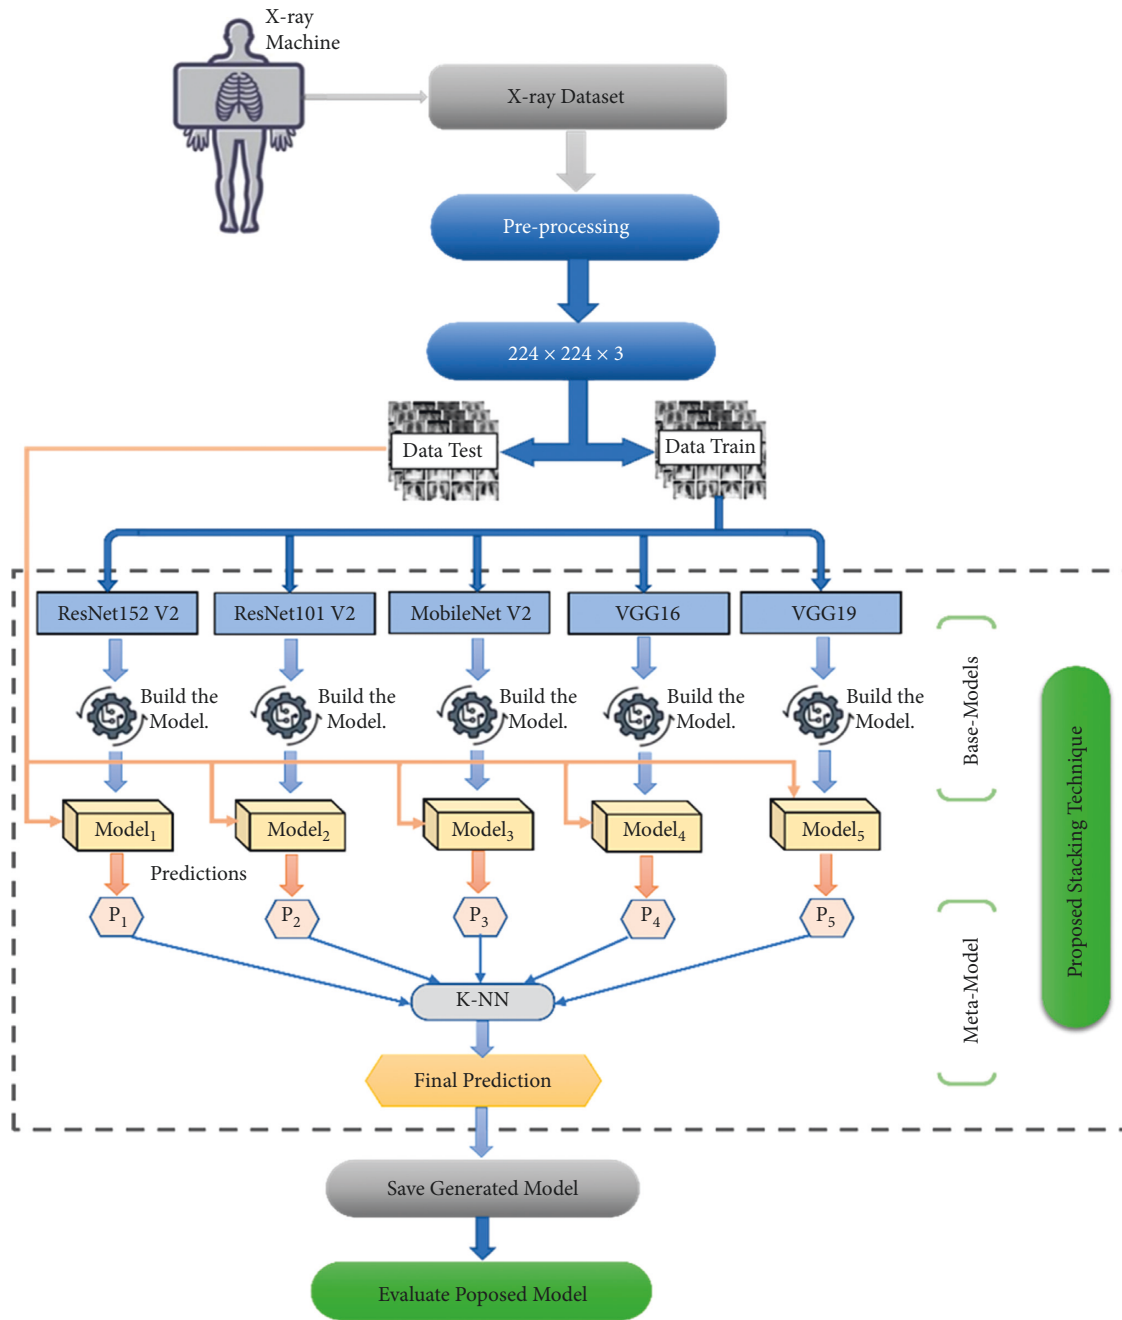 X-ray
Machine
X-ray Dataset
Pre-processing
224 × 224 × 3
Data Test
Data Train
ResNet152 V2
ResNet101 V2
MobileNet V2
VGG16
VGG19
Build the
Model.
Build the
Model.
Build the
Model.
Build the
Model.
Build the
Model.
Base-Models
Proposed Stacking Technique
Model₁
Model₂
Model₃
Model₄
Model₅
Predictions
P₁
P₂
P₃
P₄
P₅
K-NN
Meta-Model
Final Prediction
Save Generated Model
Evaluate Poposed Model